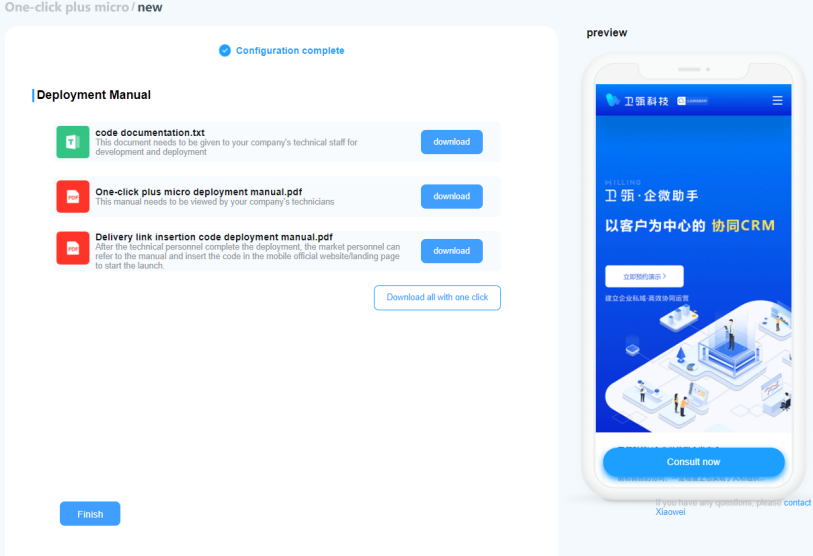 One-click plus micro / new
Configuration complete
Deployment Manual
code documentation.txt
This document needs to be given to your company's technical staff for
development and deployment
download
One-click plus micro deployment manual.pdf
This manual needs to be viewed by your company's technicians
download
PDF
Delivery link insertion code deployment manual.pdf
After the technical personnel complete the deployment, the market personnel can
refer to the manual and insert the code in the mobile official website/landing page
to start the launch.
download
PDF
Download all with one click
Finish
preview
卫瓴科技
卫瓴·企微助手
以客户为中心的 协同CRM
立即预约演示 >
建立企业私域·高效协同运营
Consult now
If you have any questions, please contact
Xiaowei